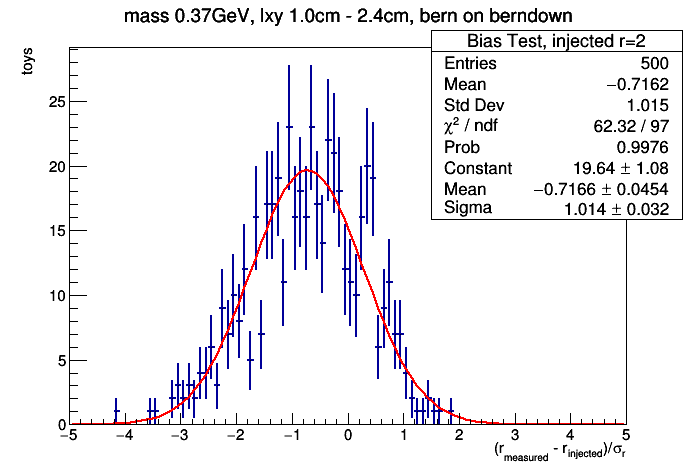 mass 0.37GeV, lxy 1.0cm - 2.4cm, bern on berndown
Bias Test, injected r=2
Entries 500
Mean −0.7162
Std Dev 1.015
χ² / ndf 62.32 / 97
Prob 0.9976
Constant 19.64 ± 1.08
Mean −0.7166 ± 0.0454
Sigma 1.014 ± 0.032
toys
25
20
15
10
5
0
−5 −4 −3 −2 −1 0 1 2 3 4 5
(r_measured - r_injected)/σ_r